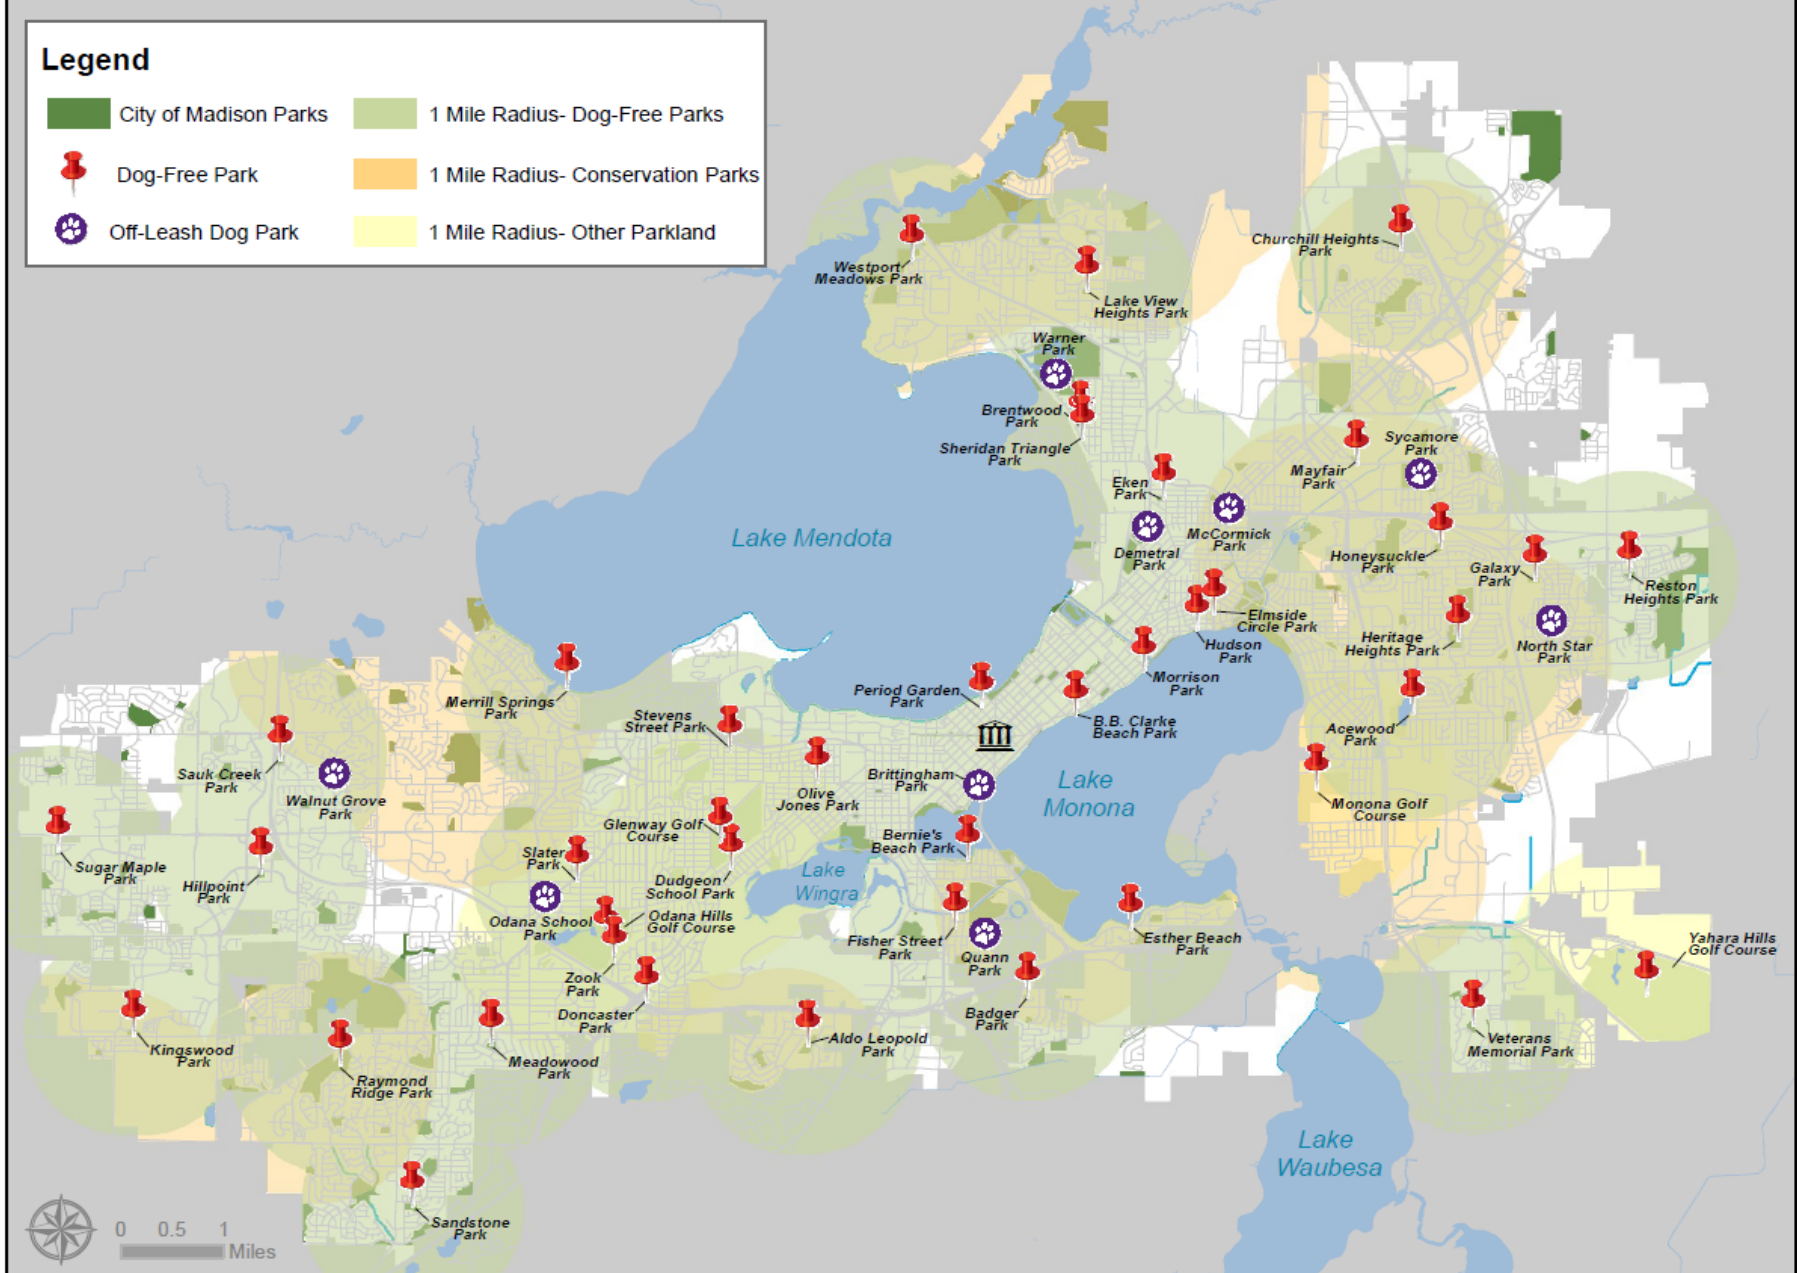 Legend
City of Madison Parks
1 Mile Radius- Dog-Free Parks
Dog-Free Park
1 Mile Radius- Conservation Parks
Off-Leash Dog Park
1 Mile Radius- Other Parkland
Westport
Meadows Park
Lake View
Heights Park
Churchill Heights
Park
Warner
Park
Brentwood
Park
Sheridan Triangle
Park
Eken
Park
Demetral
Park
McCormick
Park
Mayfair
Park
Sycamore
Park
Honeysuckle
Park
Galaxy
Park
Reston
Heights Park
Lake Mendota
Elmside
Circle Park
Hudson
Park
Heritage
Heights Park
North Star
Park
Morrison
Park
Merrill Springs
Park
Period Garden
Park
Stevens
Street Park
B.B. Clarke
Beach Park
Acewood
Park
Sauk Creek
Park
Walnut Grove
Park
Olive
Jones Park
Brittingham
Park
Lake
Monona
Monona Golf
Course
Glenway Golf
Course
Bernie's
Beach Park
Sugar Maple
Park
Hillpoint
Park
Slater
Park
Dudgeon
School Park
Lake
Wingra
Odana School
Park
Odana Hills
Golf Course
Fisher Street
Park
Quann
Park
Esther Beach
Park
Yahara Hills
Golf Course
Zook
Park
Doncaster
Park
Badger
Park
Kingswood
Park
Meadowood
Park
Aldo Leopold
Park
Veterans
Memorial Park
Raymond
Ridge Park
Lake
Waubesa
Sandstone
Park
0 0.5 1
Miles